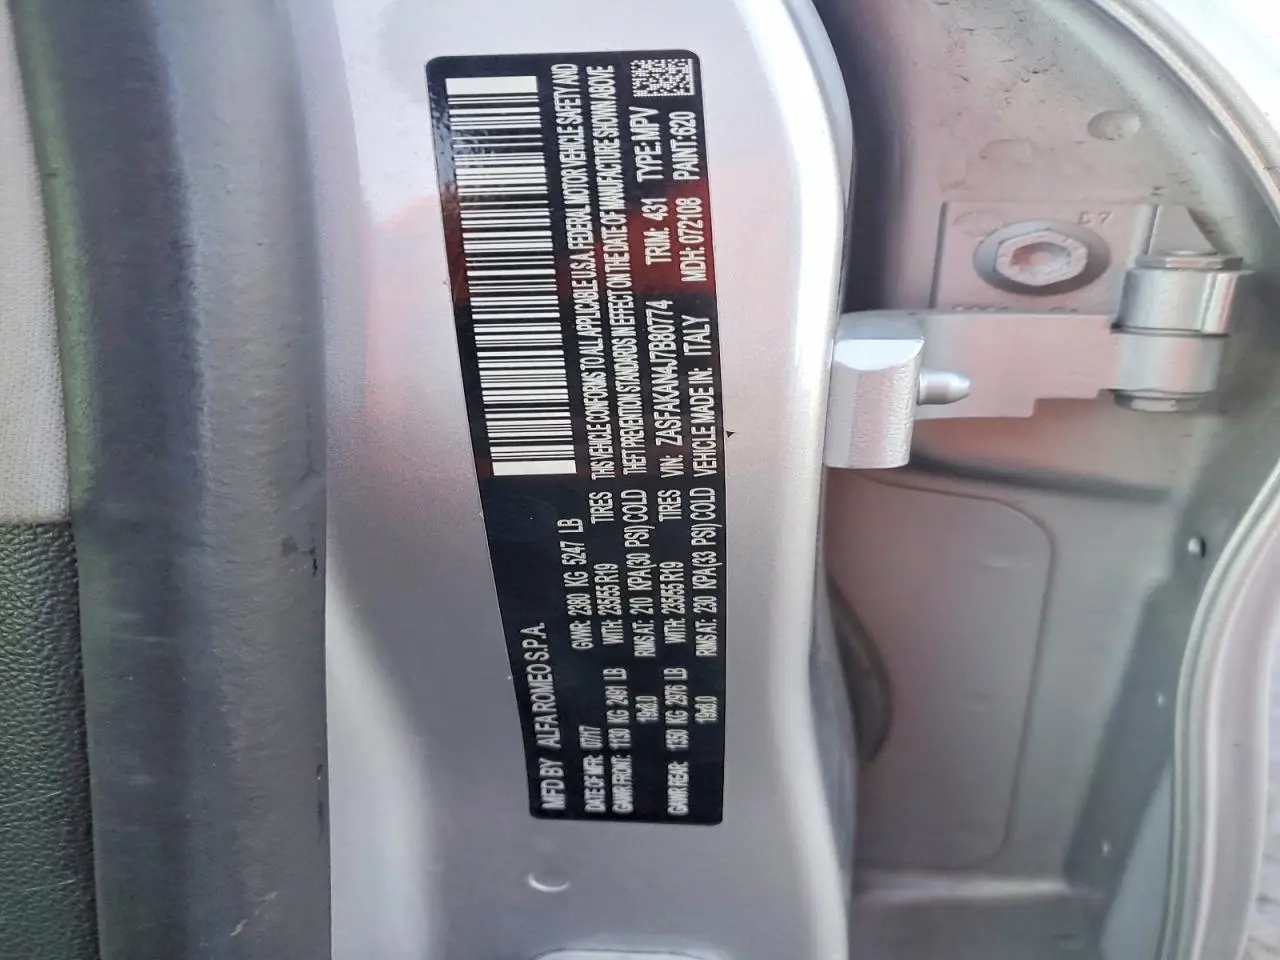 MFD BY ALFA ROMEO S.P.A.
DATE OF MFR: 07/17 GVWR: 2380 KG 5247 LB
GAWR FRONT: 1130 KG 2491 LB WITH: 235/55 R19 TIRES
19x8.0 RIMS AT: 210 KPA(30 PSI) COLD
GAWR REAR: 1350 KG 2976 LB WITH: 235/55 R19 TIRES
19x8.0 RIMS AT: 230 KPA(33 PSI) COLD
THIS VEHICLE CONFORMS TO ALL APPLICABLE U.S.A. FEDERAL MOTOR VEHICLE SAFETY AND
THEFT PREVENTION STANDARDS IN EFFECT ON THE DATE OF MANUFACTURE SHOWN ABOVE
VIN: ZASFAKAN4J7B80774 TRIM: 431 TYPE: MPV
VEHICLE MADE IN: ITALY MDH: 072108 PAINT: 620
C7